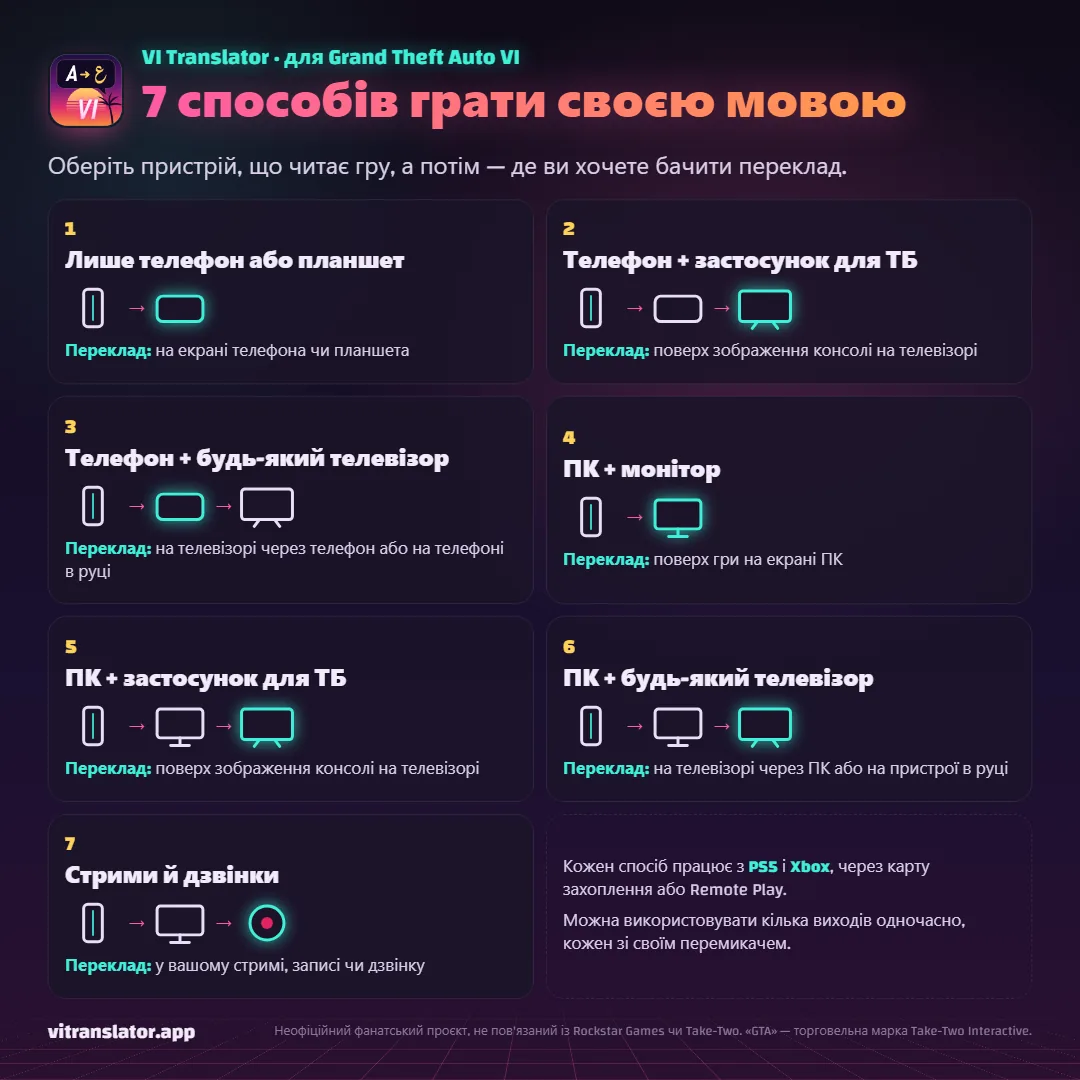 A→ع
VI
VI Translator · для Grand Theft Auto VI
7 способів грати своєю мовою
Оберіть пристрій, що читає гру, а потім — де ви хочете бачити переклад.
1
Лише телефон або планшет
→
Переклад: на екрані телефона чи планшета
2
Телефон + застосунок для ТБ
→ →
Переклад: поверх зображення консолі на телевізорі
3
Телефон + будь-який телевізор
→ →
Переклад: на телевізорі через телефон або на телефоні
в руці
4
ПК + монітор
→
Переклад: поверх гри на екрані ПК
5
ПК + застосунок для ТБ
→ →
Переклад: поверх зображення консолі на телевізорі
6
ПК + будь-який телевізор
→ →
Переклад: на телевізорі через ПК або на пристрої в руці
7
Стрими й дзвінки
→ →
Переклад: у вашому стримі, записі чи дзвінку
Кожен спосіб працює з PS5 і Xbox, через карту
захоплення або Remote Play.
Можна використовувати кілька виходів одночасно,
кожен зі своїм перемикачем.
vitranslator.app
Неофіційний фанатський проєкт, не пов'язаний із Rockstar Games чи Take-Two. «GTA» — торговельна марка Take-Two Interactive.